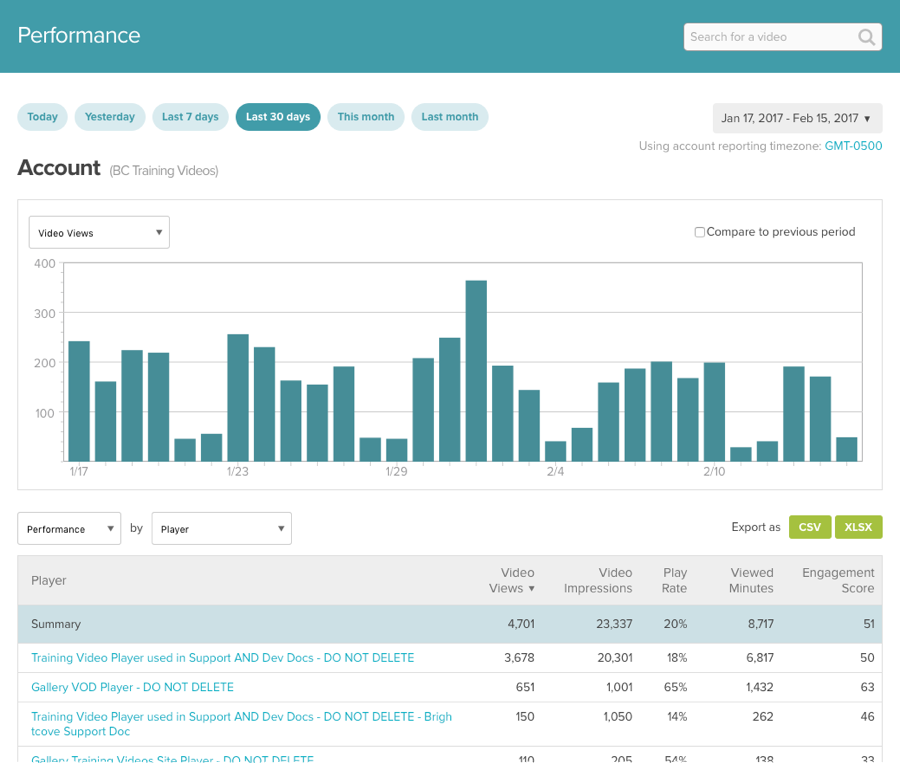 Performance
Search for a video
Today Yesterday Last 7 days Last 30 days This month Last month
Jan 17, 2017 - Feb 15, 2017 ▼
Using account reporting timezone: GMT-0500
Account (BC Training Videos)
Video Views ▼
Compare to previous period
400
300
200
100
1/17 1/23 1/29 2/4 2/10
Performance ▼ by Player ▼
Export as CSV XLSX
Player Video Views ▼ Video Impressions Play Rate Viewed Minutes Engagement Score
Summary 4,701 23,337 20% 8,717 51
Training Video Player used in Support AND Dev Docs - DO NOT DELETE 3,678 20,301 18% 6,817 50
Gallery VOD Player - DO NOT DELETE 651 1,001 65% 1,432 63
Training Video Player used in Support AND Dev Docs - DO NOT DELETE - Brigh 150 1,050 14% 262 46
tcove Support Doc
Gallery Training Videos Site Player - DO NOT DELETE 110 205 54% 138 33